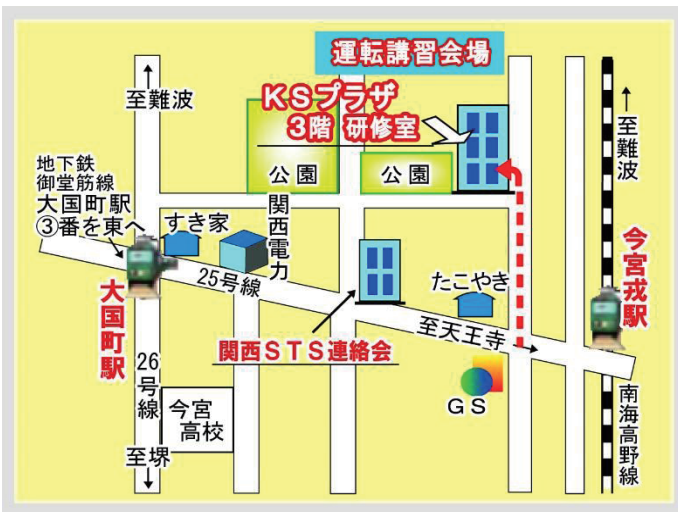 運転講習会場
KSプラザ
3階 研修室
至難波
公園
公園
至難波
地下鉄
御堂筋線
大国町駅
③番を東へ
すき家
関西電力
25号線
たこやき
今宮戎駅
大国町駅
関西STS連絡会
至天王寺
26号線
今宮
高校
GS
至堺
南海高野線